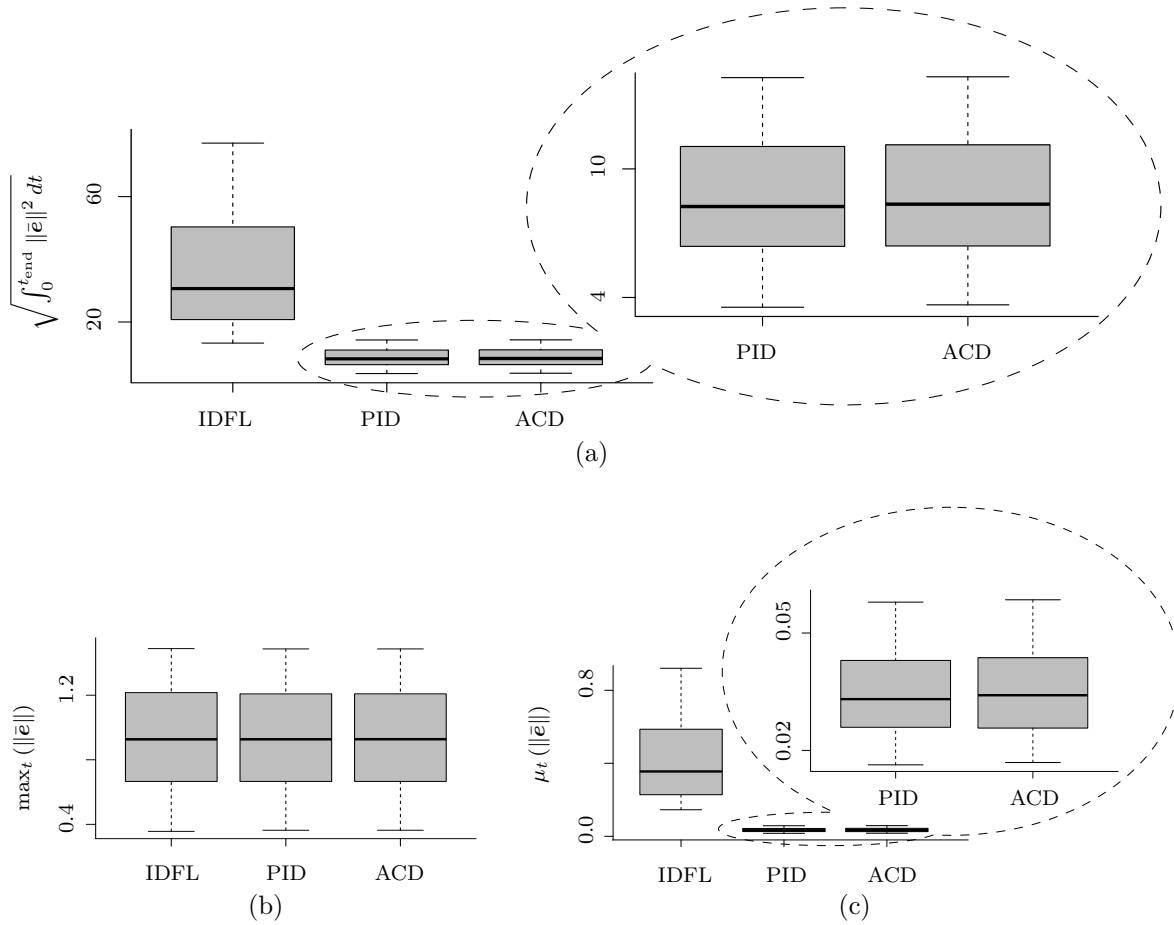 √∫₀^{t_end} ‖ē‖² dt
60
20
IDFL
PID
ACD
10
4
PID
ACD
(a)
max_t (‖ē‖)
1.2
0.4
IDFL
PID
ACD
(b)
μ_t (‖ē‖)
0.8
0.0
IDFL
PID
ACD
0.05
0.02
PID
ACD
(c)